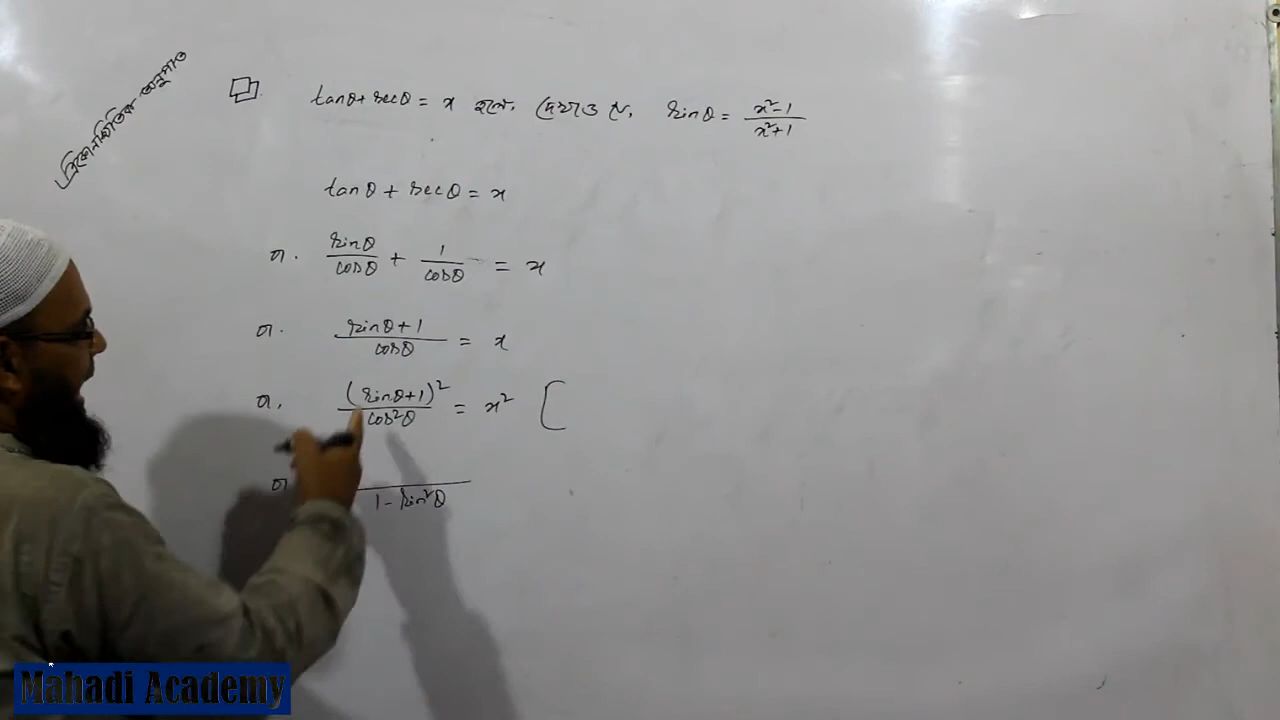 ত্রিকোণমিতিক অনুপাত
tanθ + secθ = x হলে, দেখাও যে, sinθ = (x²-1)/(x²+1)
tanθ + secθ = x
বা, sinθ/cosθ + 1/cosθ = x
বা, (sinθ+1)/cosθ = x
বা, (sinθ+1)²/cos²θ = x² [
বা 1 - sin²θ
Mahadi Academy